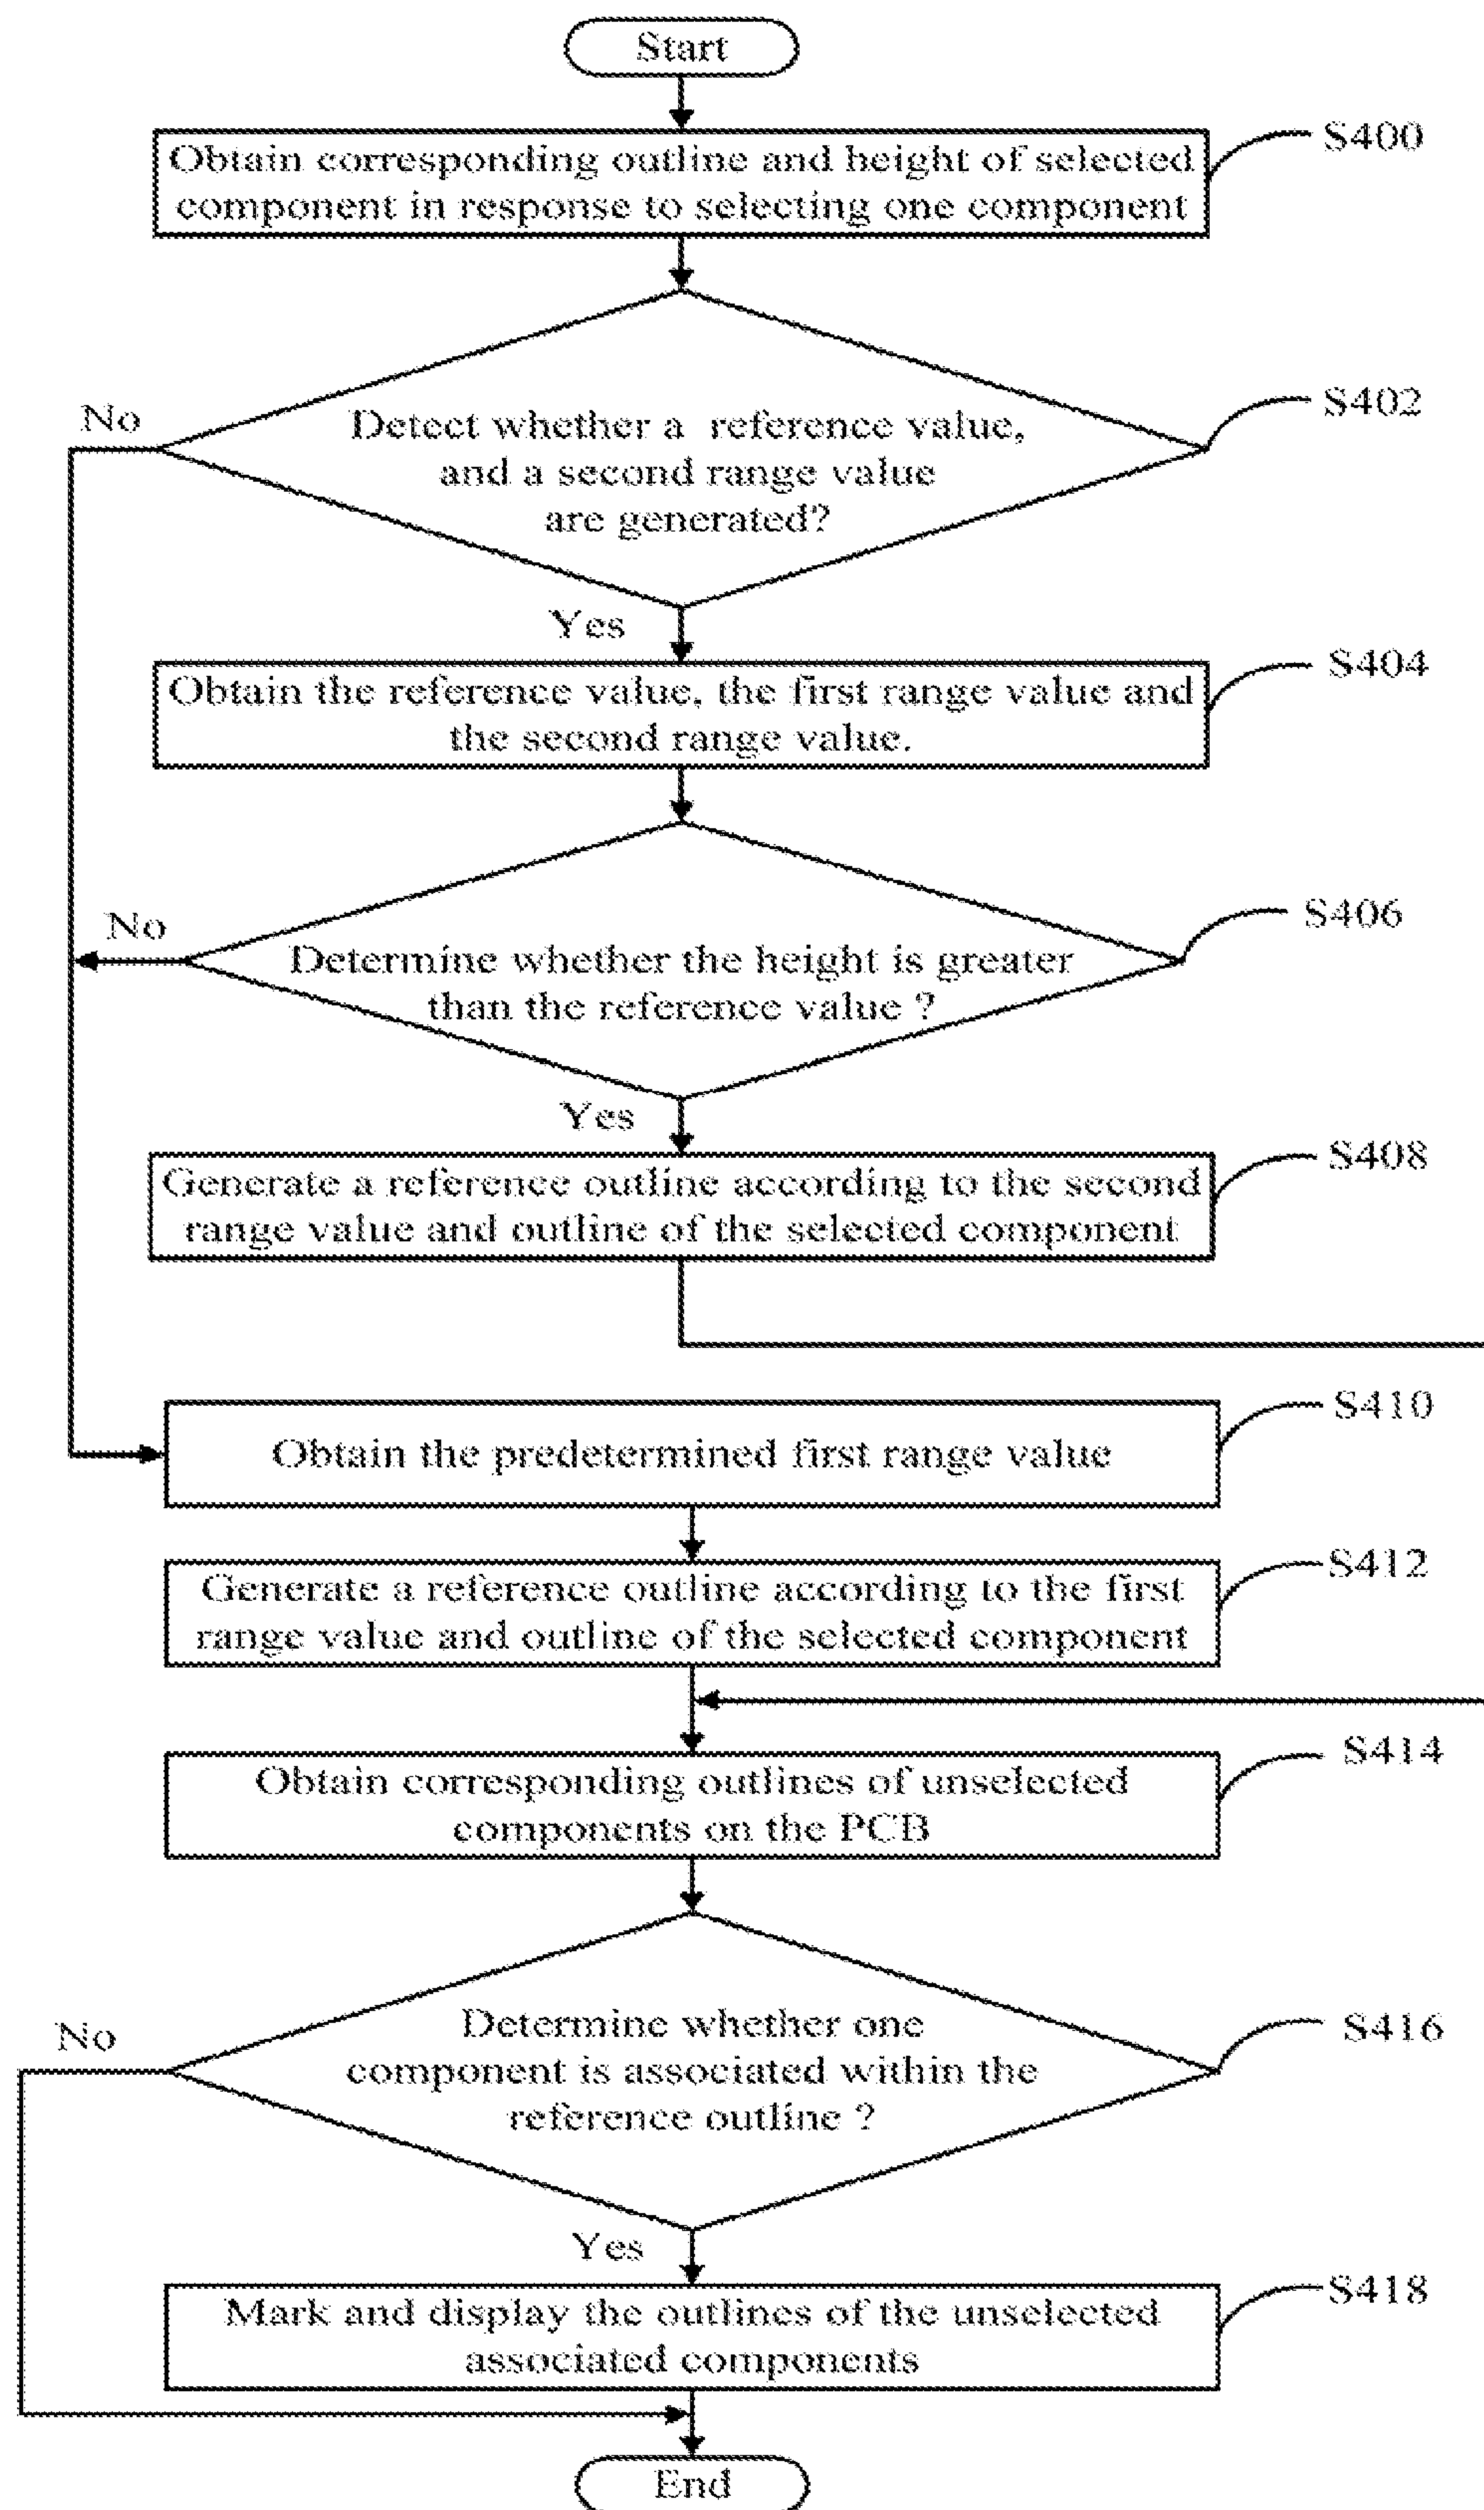 Start
Obtain corresponding outline and height of selected
component in response to selecting one component
S400
Detect whether a reference value,
and a second range value
are generated?
S402
No
Yes
Obtain the reference value, the first range value and
the second range value.
S404
Determine whether the height is greater
than the reference value ?
S406
No
Yes
Generate a reference outline according to the second
range value and outline of the selected component
S408
Obtain the predetermined first range value
S410
Generate a reference outline according to the first
range value and outline of the selected component
S412
Obtain corresponding outlines of unselected
components on the PCB
S414
Determine whether one
component is associated within the
reference outline ?
S416
No
Yes
Mark and display the outlines of the unselected
associated components
S418
End